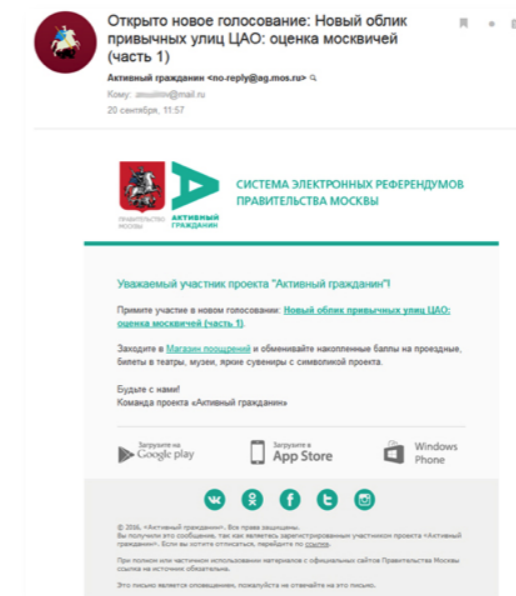 Открыто новое голосование: Новый облик
привычных улиц ЦАО: оценка москвичей
(часть 1)
Активный гражданин <no-reply@ag.mos.ru>
Кому: @mail.ru
20 сентября, 11:57
ПРАВИТЕЛЬСТВО
МОСКВЫ
АКТИВНЫЙ
ГРАЖДАНИН
СИСТЕМА ЭЛЕКТРОННЫХ РЕФЕРЕНДУМОВ
ПРАВИТЕЛЬСТВА МОСКВЫ
Уважаемый участник проекта "Активный гражданин"!
Примите участие в новом голосовании: Новый облик привычных улиц ЦАО:
оценка москвичей (часть 1).
Заходите в Магазин поощрений и обменивайте накопленные баллы на проездные,
билеты в театры, музеи, яркие сувениры с символикой проекта.
Будьте с нами!
Команда проекта «Активный гражданин»
Загрузите на
Google play
Загрузите в
App Store
Windows
Phone
© 2016, «Активный гражданин». Все права защищены.
Вы получили это сообщение, так как являетесь зарегистрированным участником проекта «Активный
гражданин». Если вы хотите отписаться, перейдите по ссылке.
При полном или частичном использовании материалов с официальных сайтов Правительства Москвы
ссылка на источник обязательна.
Это письмо является оповещением, пожалуйста не отвечайте на это письмо.